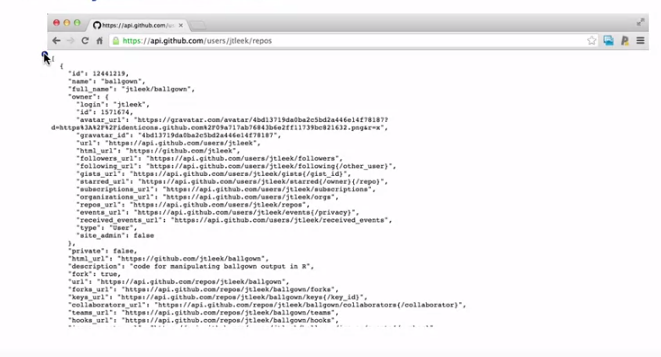 https://api.github.com/u
https://api.github.com/users/jtleek/repos
[
{
"id": 12441219,
"name": "ballgown",
"full_name": "jtleek/ballgown",
"owner": {
"login": "jtleek",
"id": 1571674,
"avatar_url": "https://gravatar.com/avatar/4bd13719da0ba2c5bd2a446e14f78187?
d=https%3A%2F%2Fidenticons.github.com%2F09a717ab76843b6e2ff11739bc821632.png&r=x",
"gravatar_id": "4bd13719da0ba2c5bd2a446e14f78187",
"url": "https://api.github.com/users/jtleek",
"html_url": "https://github.com/jtleek",
"followers_url": "https://api.github.com/users/jtleek/followers",
"following_url": "https://api.github.com/users/jtleek/following{/other_user}",
"gists_url": "https://api.github.com/users/jtleek/gists{/gist_id}",
"starred_url": "https://api.github.com/users/jtleek/starred{/owner}{/repo}",
"subscriptions_url": "https://api.github.com/users/jtleek/subscriptions",
"organizations_url": "https://api.github.com/users/jtleek/orgs",
"repos_url": "https://api.github.com/users/jtleek/repos",
"events_url": "https://api.github.com/users/jtleek/events{/privacy}",
"received_events_url": "https://api.github.com/users/jtleek/received_events",
"type": "User",
"site_admin": false
},
"private": false,
"html_url": "https://github.com/jtleek/ballgown",
"description": "code for manipulating ballgown output in R",
"fork": true,
"url": "https://api.github.com/repos/jtleek/ballgown",
"forks_url": "https://api.github.com/repos/jtleek/ballgown/forks",
"keys_url": "https://api.github.com/repos/jtleek/ballgown/keys{/key_id}",
"collaborators_url": "https://api.github.com/repos/jtleek/ballgown/collaborators{/collaborator}",
"teams_url": "https://api.github.com/repos/jtleek/ballgown/teams",
"hooks_url": "https://api.github.com/repos/jtleek/ballgown/hooks",